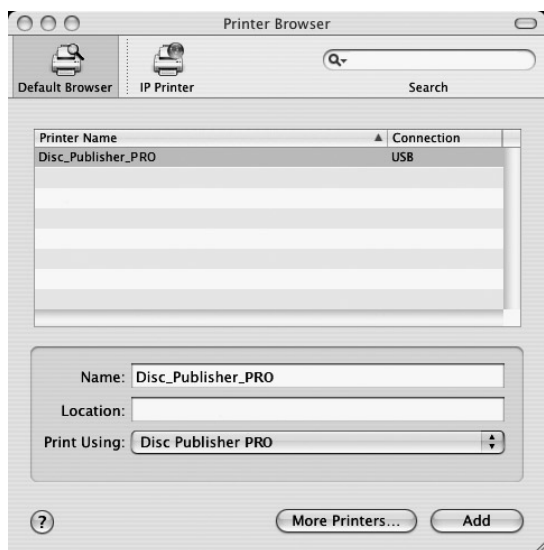 Printer Browser
Default Browser
IP Printer
Search
Printer Name Connection
Disc_Publisher_PRO USB
Name: Disc_Publisher_PRO
Location:
Print Using: Disc Publisher PRO
?
More Printers... Add